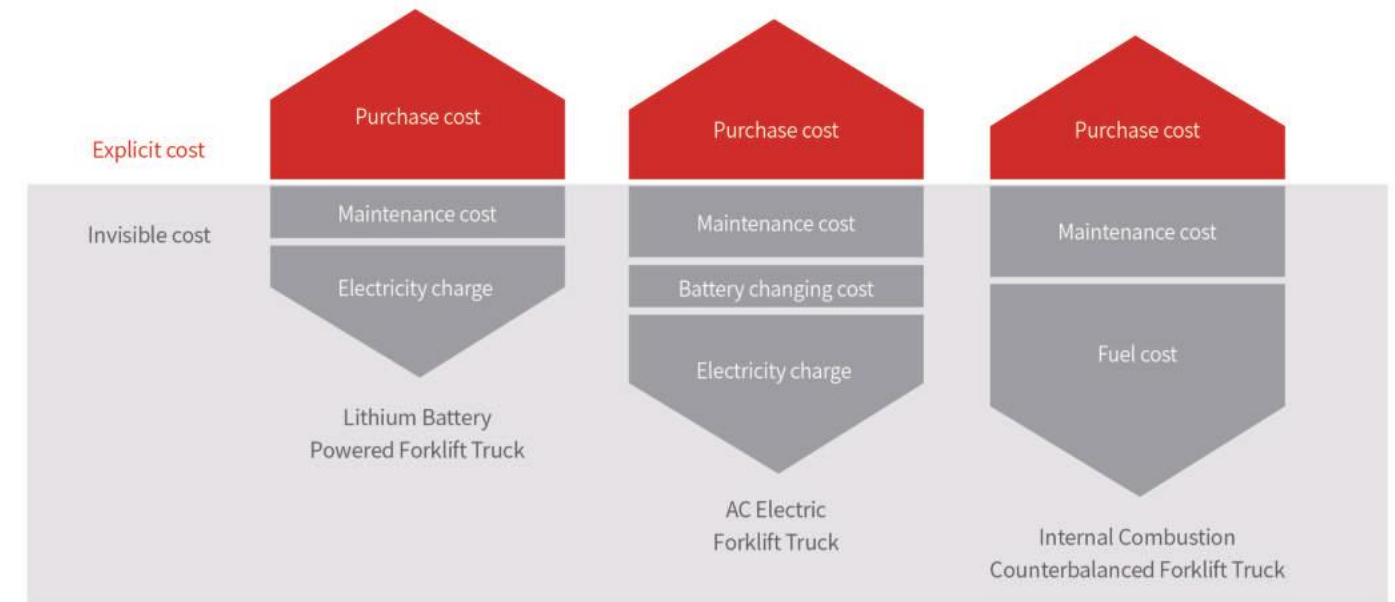 Explicit cost
Invisible cost
Purchase cost
Maintenance cost
Electricity charge
Lithium Battery
Powered Forklift Truck
Purchase cost
Maintenance cost
Battery changing cost
Electricity charge
AC Electric
Forklift Truck
Purchase cost
Maintenance cost
Fuel cost
Internal Combustion
Counterbalanced Forklift Truck